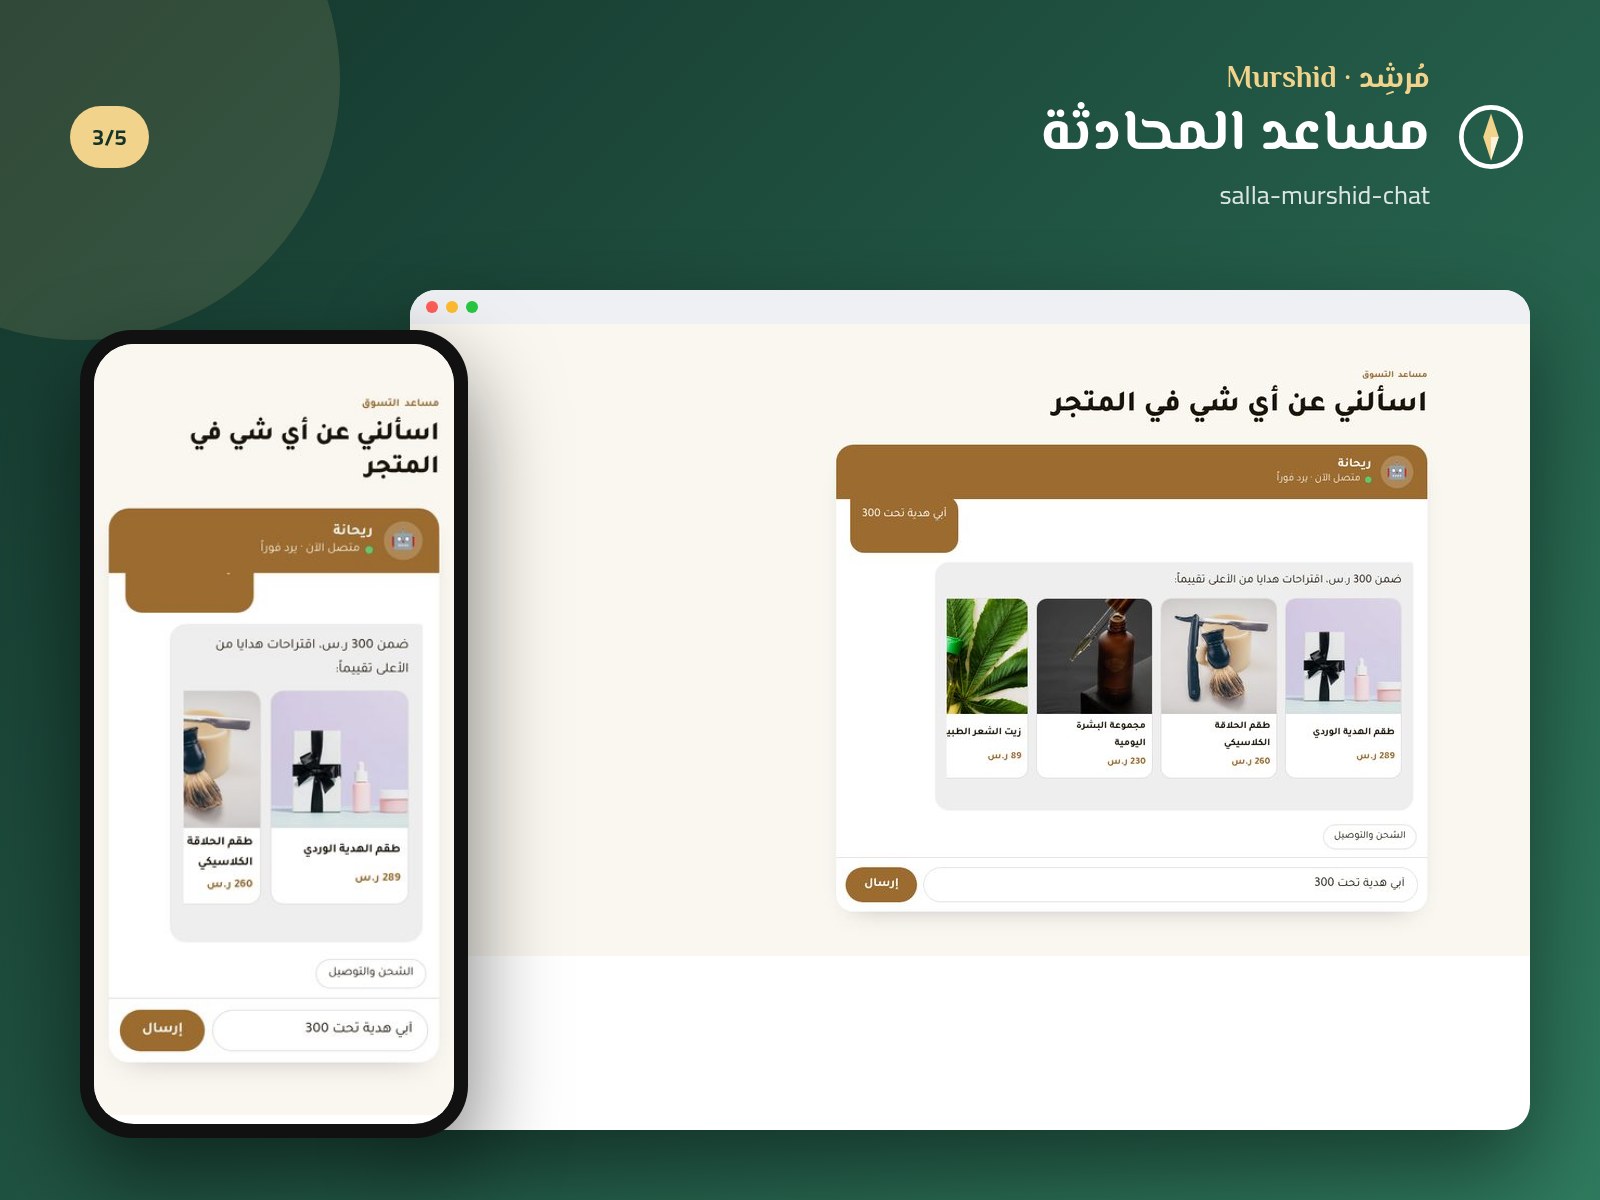 مُرشِد · Murshid
مساعد المحادثة
salla-murshid-chat
3/5
مساعد التسوق
اسألني عن أي شي في المتجر
ريحانة
متصل الآن · يرد فوراً
أبي هدية تحت 300
ضمن 300 ر.س، اقتراحات هدايا من الأعلى تقييماً:
طقم الهدية الوردي
289 ر.س
طقم الحلاقة
الكلاسيكي
260 ر.س
مجموعة البشرة
اليومية
230 ر.س
زيت الشعر
89 ر.س
الشحن والتوصيل
أبي هدية تحت 300
إرسال
مساعد التسوق
اسألني عن أي شي في
المتجر
ريحانة
متصل الآن · يرد فوراً
ضمن 300 ر.س، اقتراحات هدايا من
الأعلى تقييماً:
طقم الهدية الوردي
289 ر.س
طقم الحلاقة
الكلاسيكي
260 ر.س
الشحن والتوصيل
أبي هدية تحت 300
إرسال